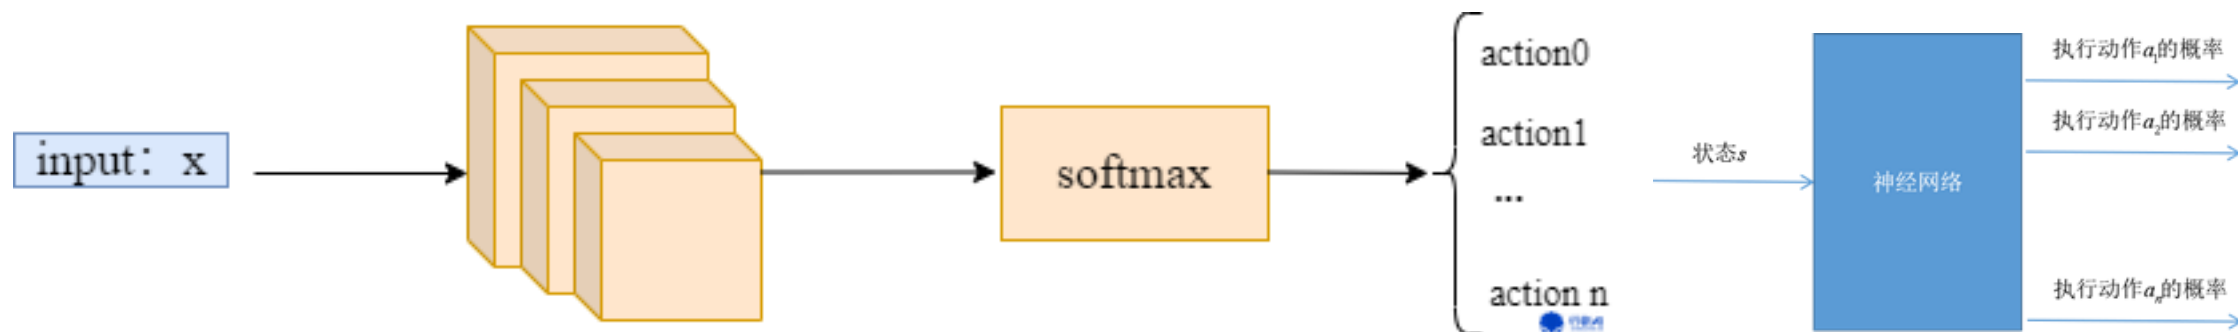 input: x
softmax
action0
action1
...
action n
状态s
神经网络
执行动作a₁的概率
执行动作a₂的概率
执行动作aₙ的概率